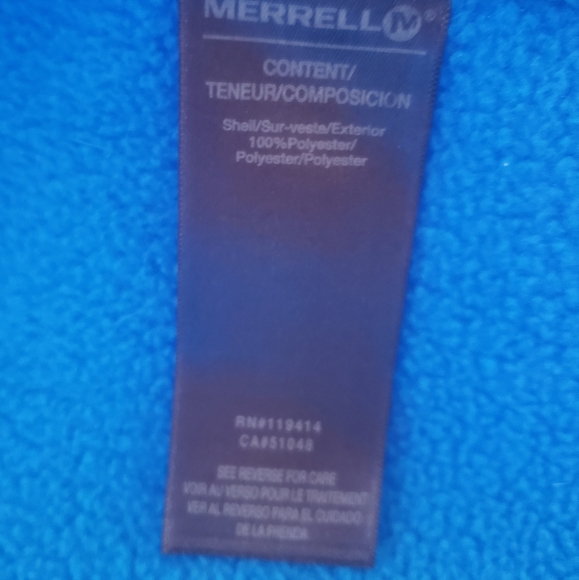 MERRELL M®
CONTENT/
TENEUR/COMPOSICION
Shell/Sur-veste/Exterior
100%Polyester/
Polyester/Polyester
RN#119414
CA#51048
SEE REVERSE FOR CARE
VOIR AU VERSO POUR LE TRAITEMENT
VER AL REVERSO PARA EL CUIDADO
DE LA PRENDA